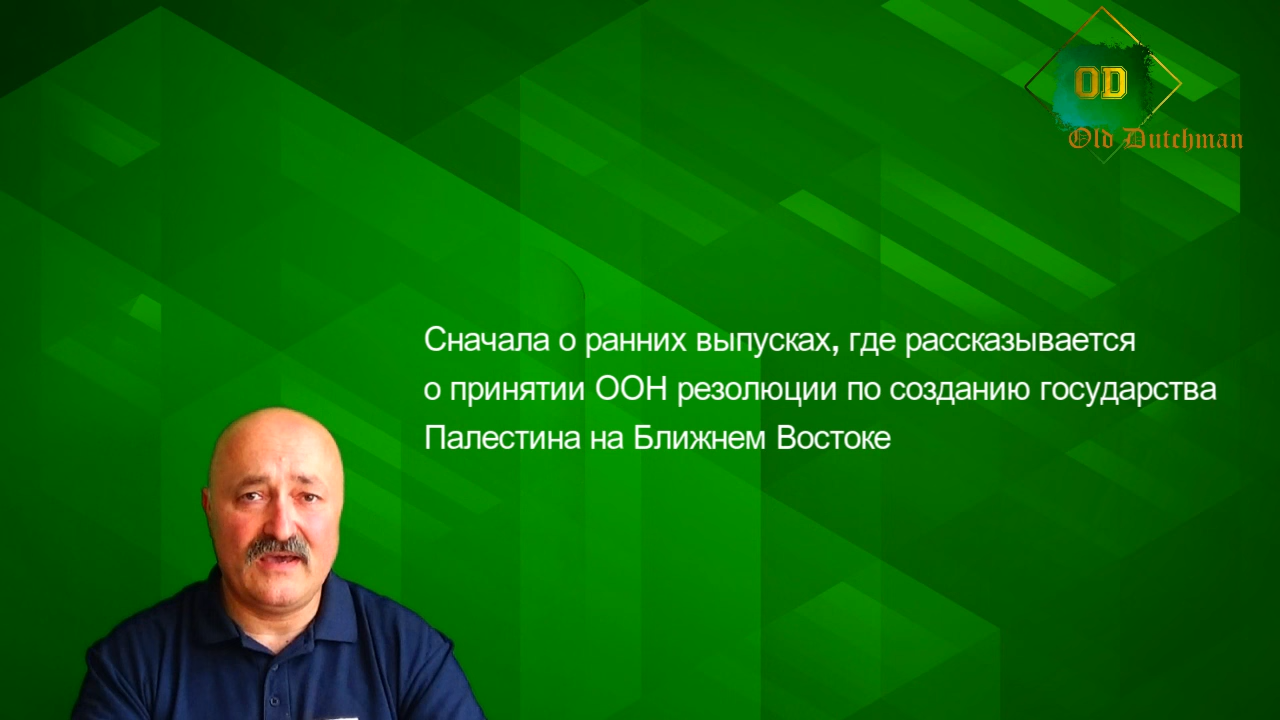 OD
Old Dutchman
Сначала о ранних выпусках, где рассказывается
о принятии ООН резолюции по созданию государства
Палестина на Ближнем Востоке